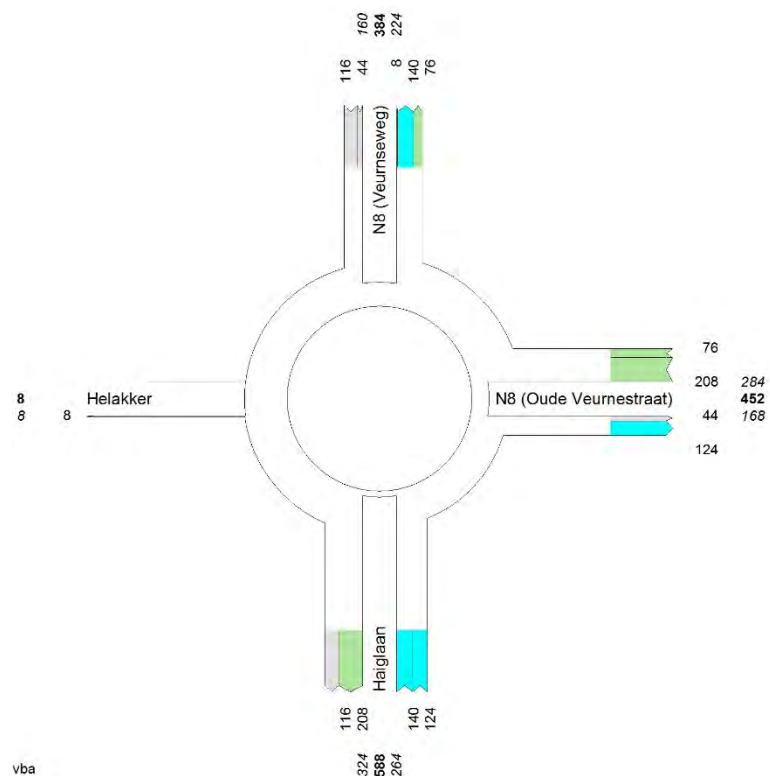 160 384 224
116 44 8 140 76
N8 (Veurnseweg)
76
208 284
8 Helakker N8 (Oude Veurnestraat) 452
8 8 44 168
124
Haiglaan
116 208 140 124
324 588 264
vba